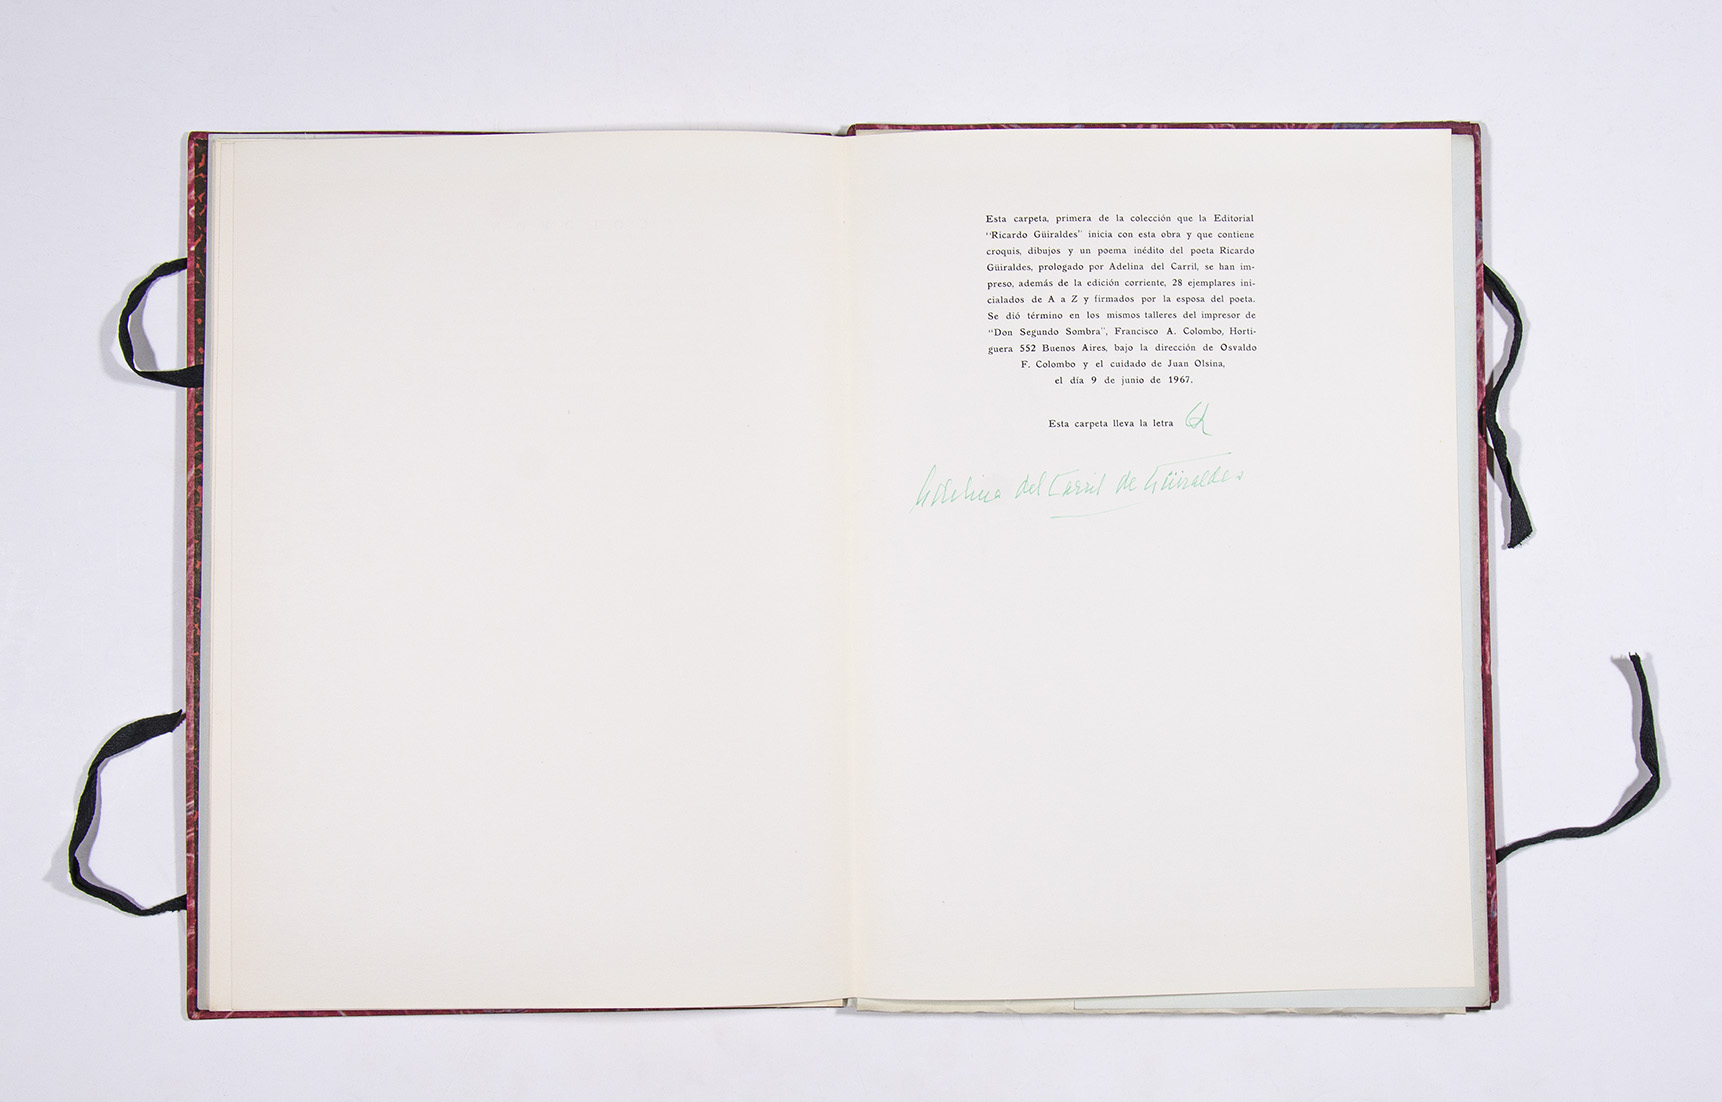 Esta carpeta, primera de la colección que la Editorial
"Ricardo Güiraldes" inicia con esta obra y que contiene
croquis, dibujos y un poema inédito del poeta Ricardo
Güiraldes, prologado por Adelina del Carril, se han im-
preso, además de la edición corriente, 28 ejemplares ini-
cialados de A a Z y firmados por la esposa del poeta.
Se dió término en los mismos talleres del impresor de
"Don Segundo Sombra", Francisco A. Colombo, Horti-
guera 552 Buenos Aires, bajo la dirección de Osvaldo
F. Colombo y el cuidado de Juan Olsina,
el día 9 de junio de 1967.
Esta carpeta lleva la letra
Adelina del Carril de Güiraldes